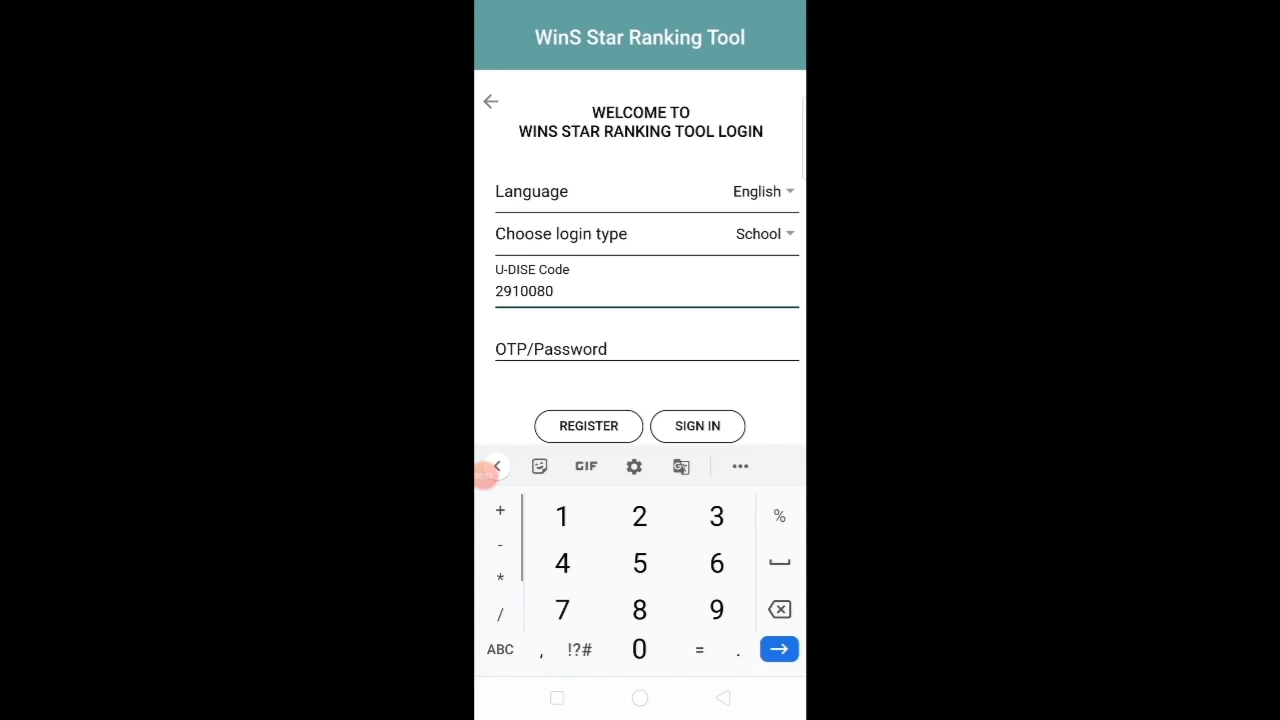 WinS Star Ranking Tool
WELCOME TO
WINS STAR RANKING TOOL LOGIN
Language English
Choose login type School
U-DISE Code
2910080
OTP/Password
REGISTER SIGN IN
GIF
+ 1 2 3 %
- 4 5 6
*
/ 7 8 9
ABC , !?# 0 = .